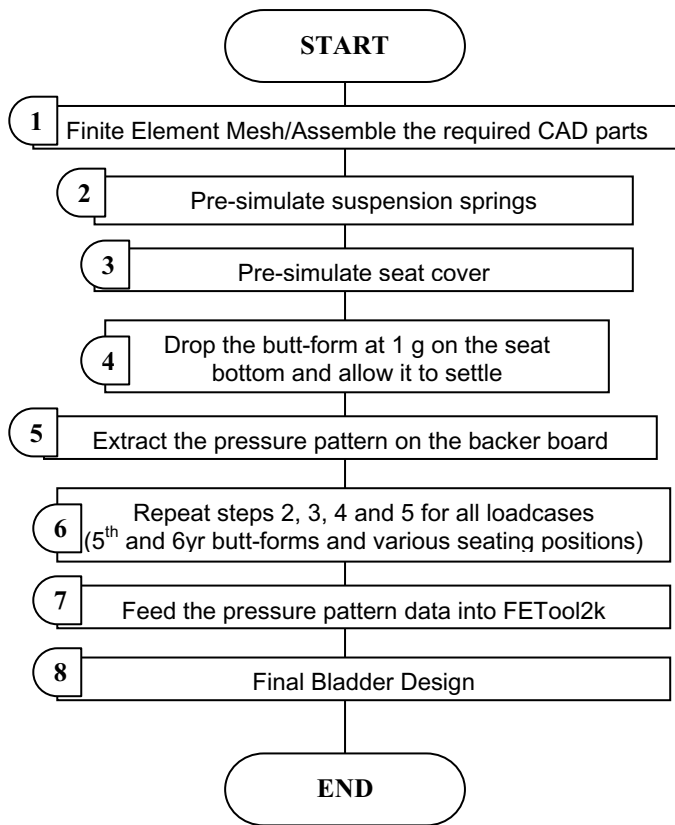 START
1
Finite Element Mesh/Assemble the required CAD parts
2
Pre-simulate suspension springs
3
Pre-simulate seat cover
4
Drop the butt-form at 1 g on the seat
bottom and allow it to settle
5
Extract the pressure pattern on the backer board
6
Repeat steps 2, 3, 4 and 5 for all loadcases
(5th and 6yr butt-forms and various seating positions)
7
Feed the pressure pattern data into FETool2k
8
Final Bladder Design
END